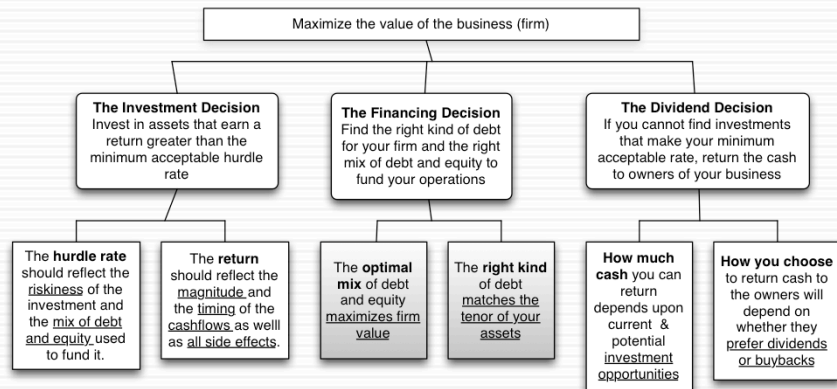 Maximize the value of the business (firm)
The Investment Decision
Invest in assets that earn a
return greater than the
minimum acceptable hurdle
rate
The Financing Decision
Find the right kind of debt
for your firm and the right
mix of debt and equity to
fund your operations
The Dividend Decision
If you cannot find investments
that make your minimum
acceptable rate, return the cash
to owners of your business
The hurdle rate
should reflect the
riskiness of the
investment and
the mix of debt
and equity used
to fund it.
The return
should reflect the
magnitude and
the timing of the
cashflows as welll
as all side effects.
The optimal
mix of debt
and equity
maximizes firm
value
The right kind
of debt
matches the
tenor of your
assets
How much
cash you can
return
depends upon
current &
potential
investment
opportunities
How you choose
to return cash to
the owners will
depend on
whether they
prefer dividends
or buybacks